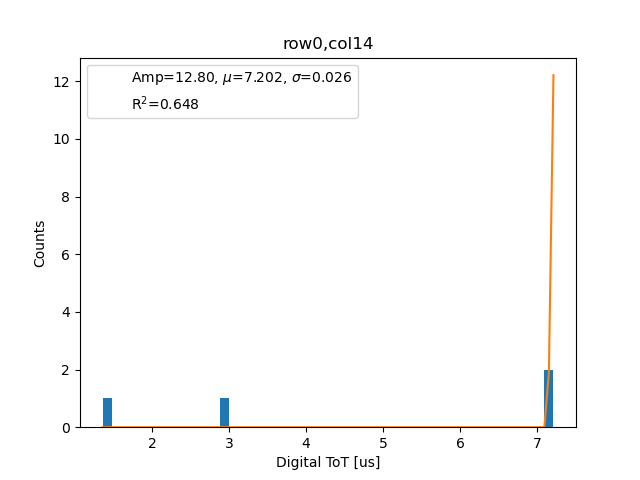 row0,col14
Amp=12.80, μ=7.202, σ=0.026
R²=0.648
12
10
8
6
4
2
0
Counts
2 3 4 5 6 7
Digital ToT [us]